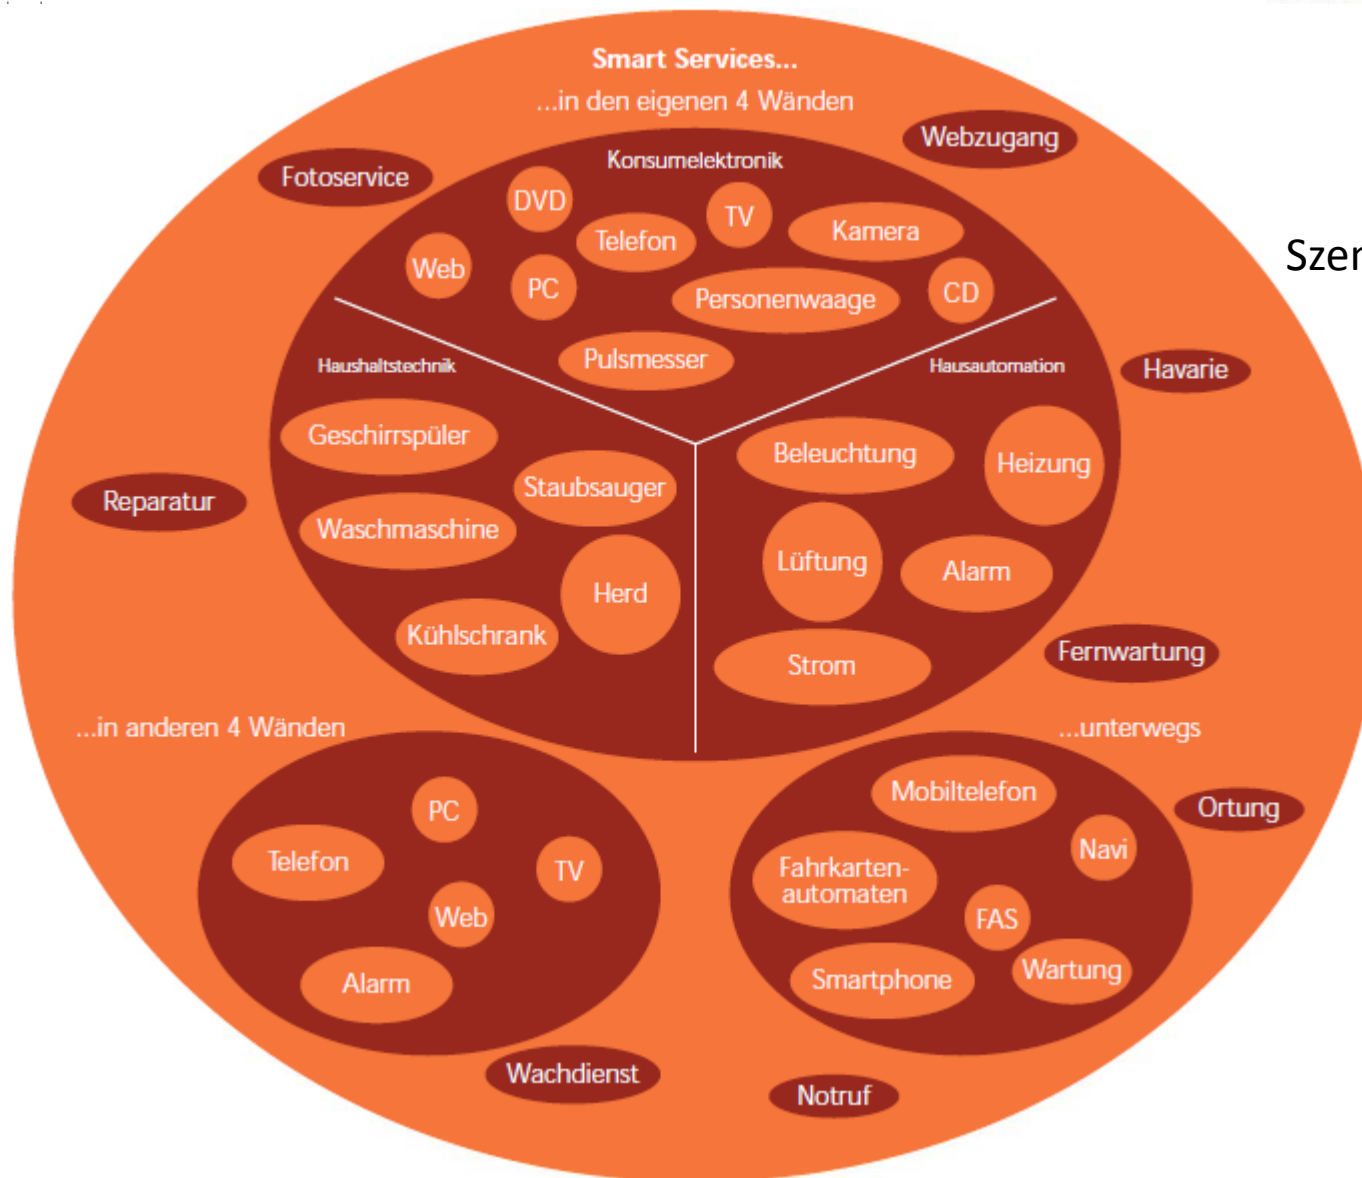 Smart Services...
...in den eigenen 4 Wänden
Webzugang
Fotoservice
Konsumelektronik
DVD
TV
Telefon
Kamera
Web
PC
Personenwaage
CD
Pulsmesser
Szer
Haushaltstechnik
Hausautomation
Havarie
Geschirrspüler
Staubsauger
Waschmaschine
Herd
Kühlschrank
Beleuchtung
Heizung
Lüftung
Alarm
Strom
Reparatur
Fernwartung
...in anderen 4 Wänden
...unterwegs
PC
Telefon
TV
Web
Alarm
Mobiltelefon
Navi
Fahrkarten-
automaten
FAS
Smartphone
Wartung
Ortung
Wachdienst
Notruf